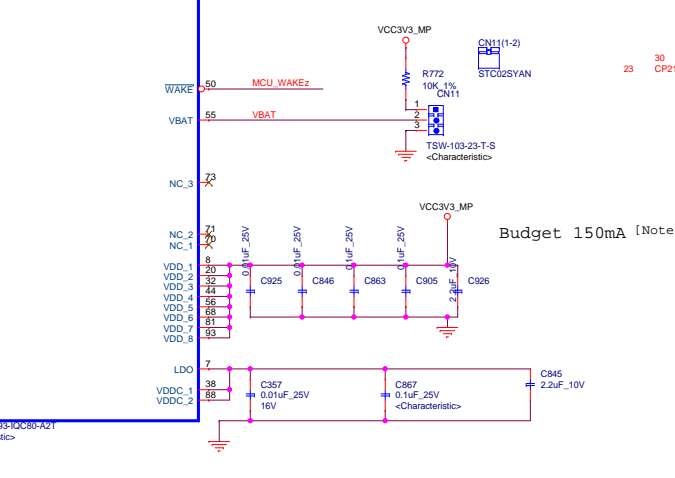 VCC3V3_MP
CN11(1-2)
STC02SYAN
30
23 CP21
R772
10K_1%
CN11
WAKE 50 MCU_WAKEz
1
VBAT 55 VBAT 2
3
TSW-103-23-T-S
<Characteristic>
NC_3 73
VCC3V3_MP
Budget 150mA [Note
NC_2 71
NC_1 70
0.01uF_25V
0.01uF_25V
0.1uF_25V
0.1uF_25V
2.2uF_10V
VDD_1 8
VDD_2 20
VDD_3 32
VDD_4 44
VDD_5 56
VDD_6 68
VDD_7 81
VDD_8 93
C925
C846
C863
C905
C926
LDO 7
VDDC_1 38
VDDC_2 88
C357
0.01uF_25V
16V
C867
0.1uF_25V
<Characteristic>
C845
2.2uF_10V
93-IQC80-A2T
tic>